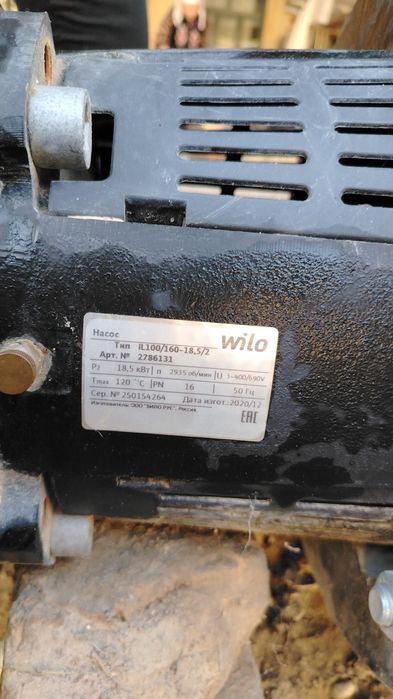 Насос
wilo
Тип IL100/160-18,5/2
Арт. № 2786131
P2 18,5 кВт n 2935 об/мин U 3~400/690V
Tmax 120 °C PN 16 50 Гц
Сер. № 250154264 Дата изгот.:2020/12
Изготовитель: ООО "ВИЛО РУС", Россия
EAC